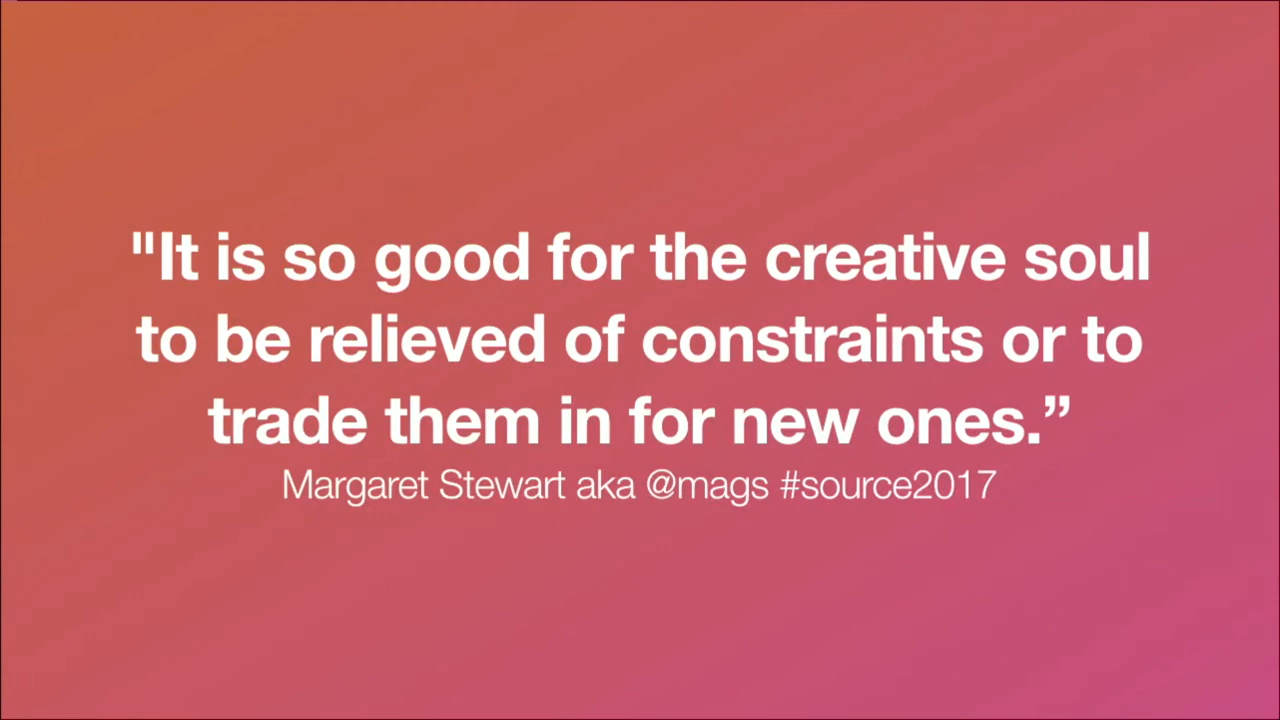 "It is so good for the creative soul
to be relieved of constraints or to
trade them in for new ones.”
Margaret Stewart aka @mags #source2017